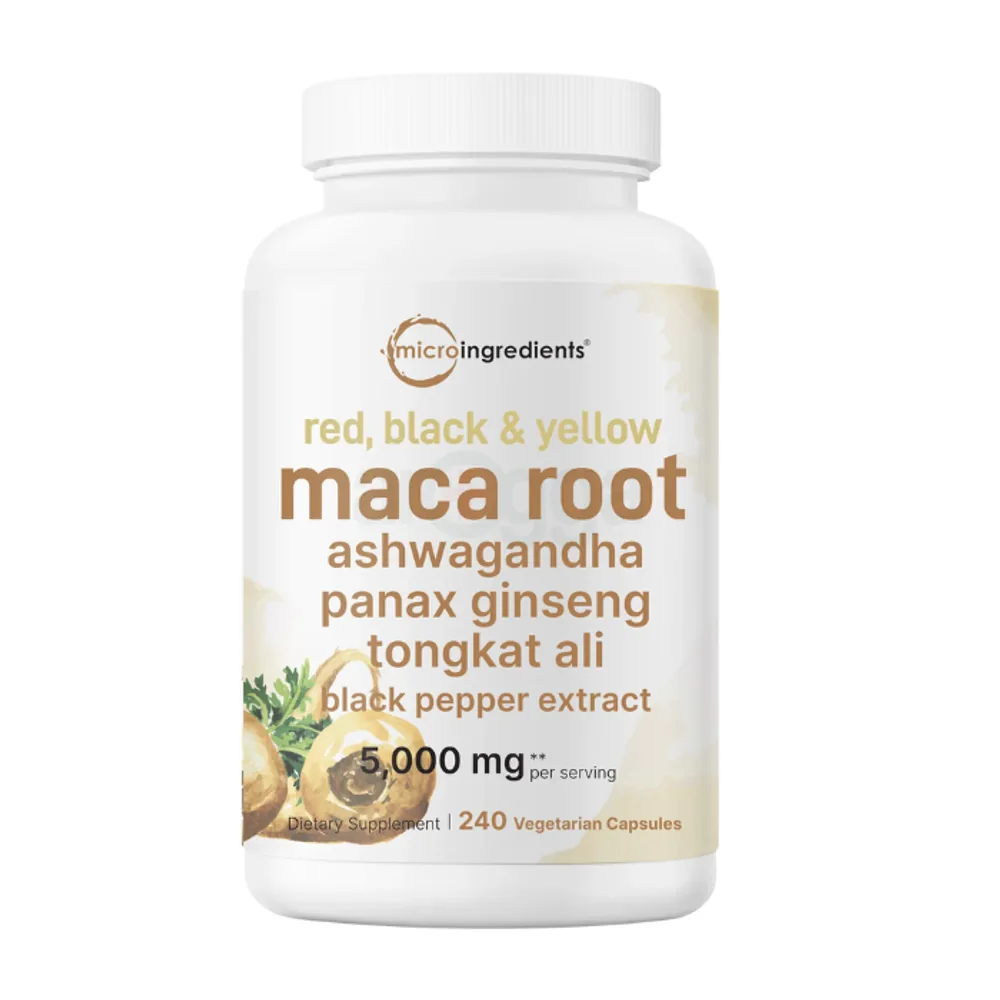 microingredients®
red, black & yellow
maca root
ashwagandha
panax ginseng
tongkat ali
black pepper extract
5,000 mg** per serving
Dietary Supplement | 240 Vegetarian Capsules